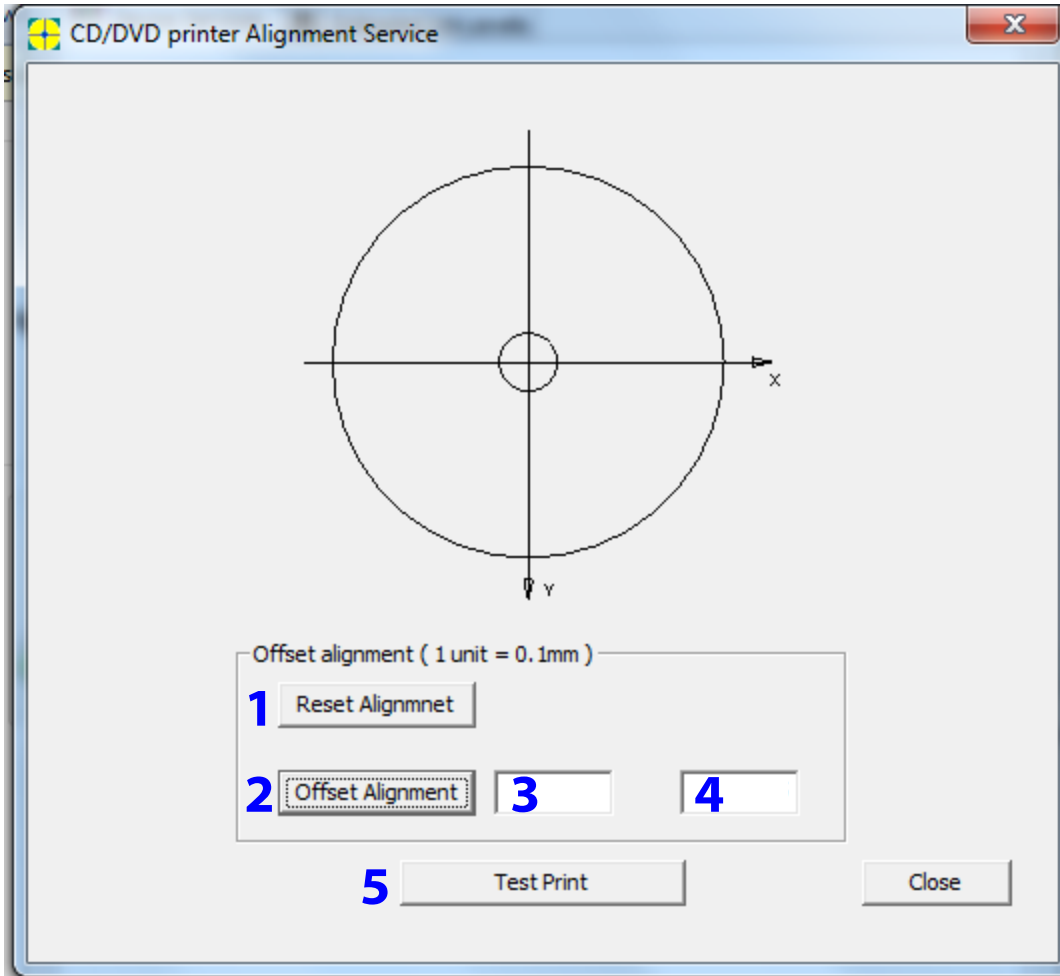 CD/DVD printer Alignment Service
X
Y
Offset alignment ( 1 unit = 0.1mm )
1 Reset Alignmnet
2 Offset Alignment 3 4
5 Test Print Close